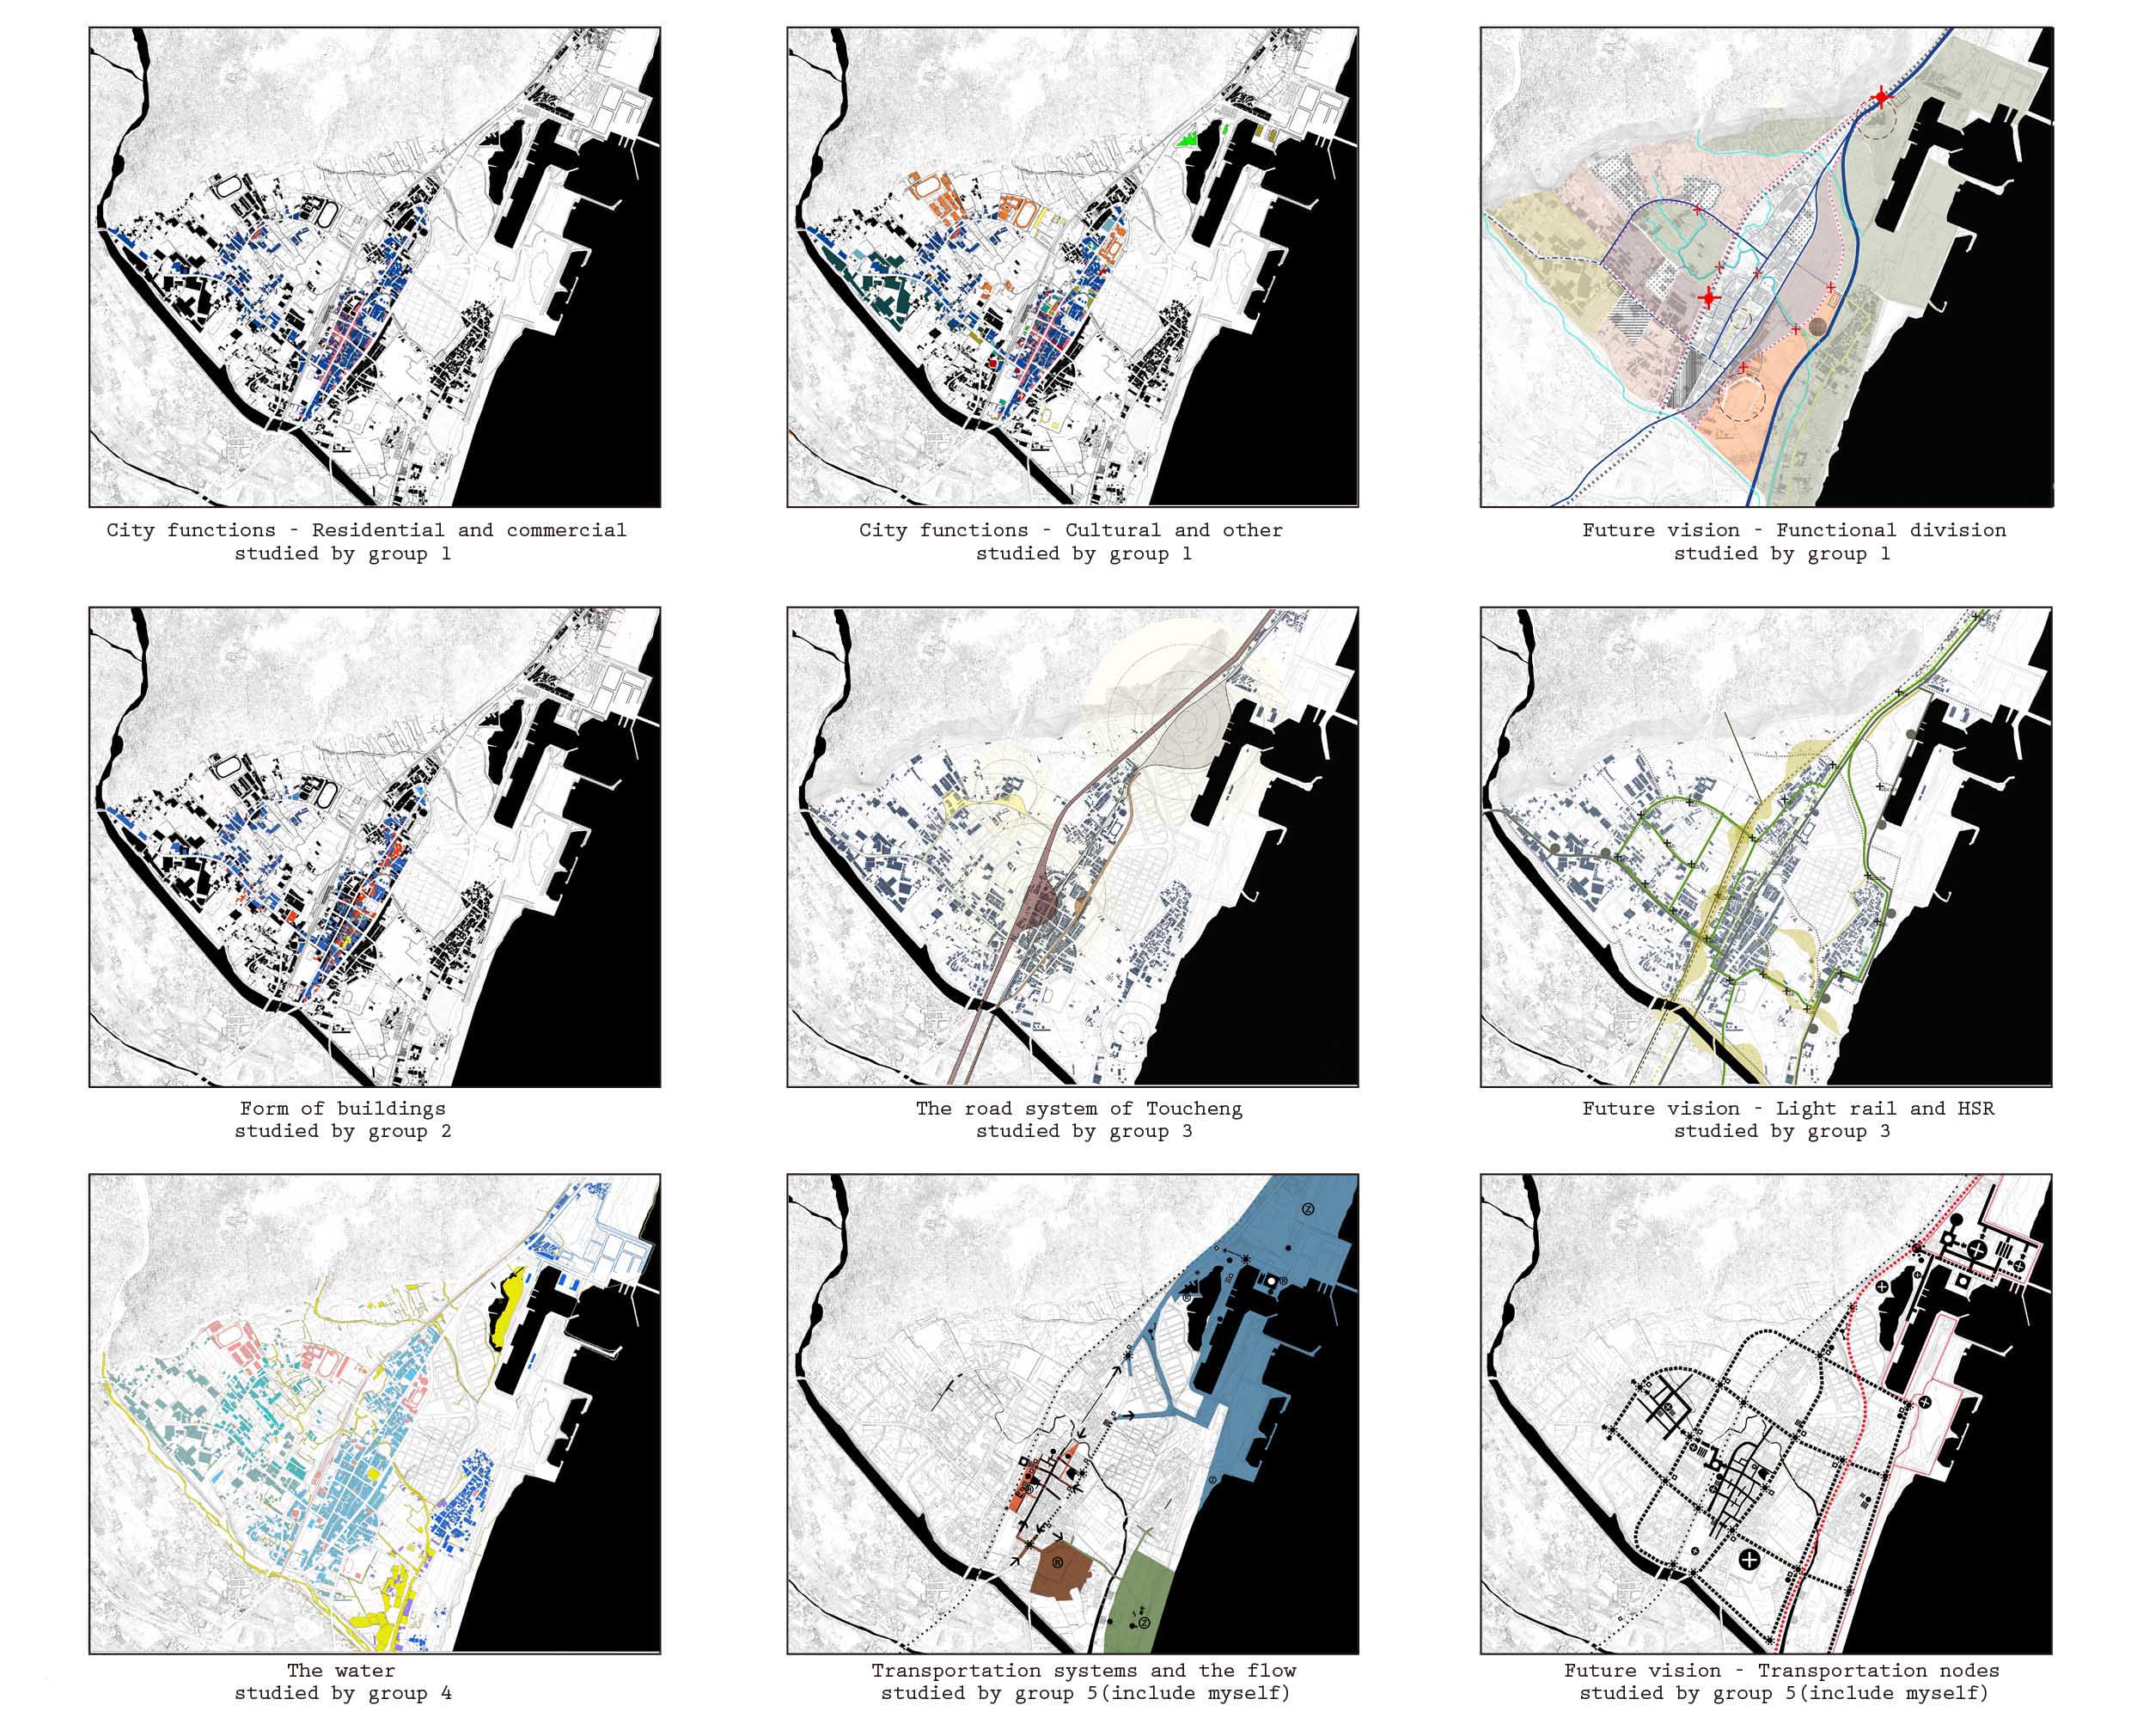 City functions - Residential and commercial
studied by group 1
City functions - Cultural and other
studied by group 1
Future vision - Functional division
studied by group 1
Form of buildings
studied by group 2
The road system of Toucheng
studied by group 3
Future vision - Light rail and HSR
studied by group 3
The water
studied by group 4
Transportation systems and the flow
studied by group 5(include myself)
Future vision - Transportation nodes
studied by group 5(include myself)